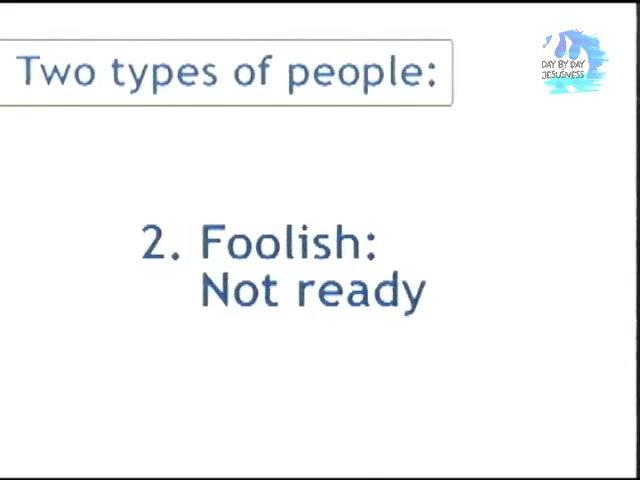 Two types of people:
DAY BY DAY
JESUSNESS
2. Foolish:
Not ready